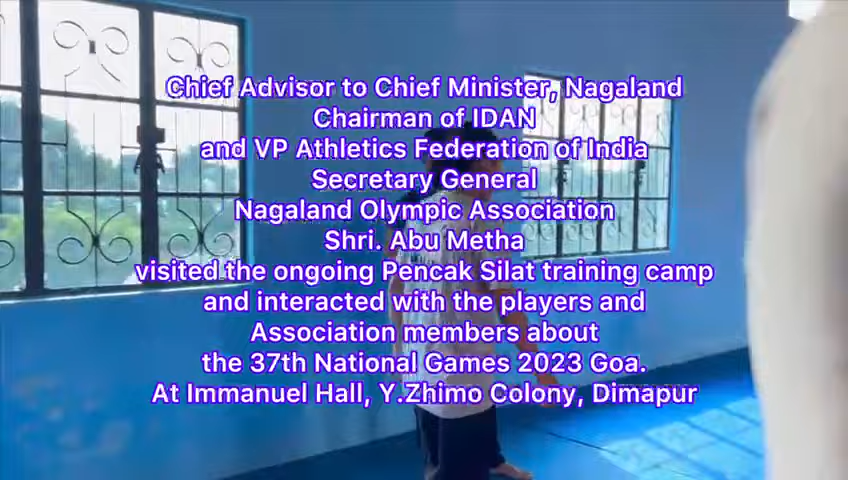 Chief Advisor to Chief Minister, Nagaland
Chairman of IDAN
and VP Athletics Federation of India
Secretary General
Nagaland Olympic Association
Shri. Abu Metha
visited the ongoing Pencak Silat training camp
and interacted with the players and
Association members about
the 37th National Games 2023 Goa.
At Immanuel Hall, Y.Zhimo Colony, Dimapur